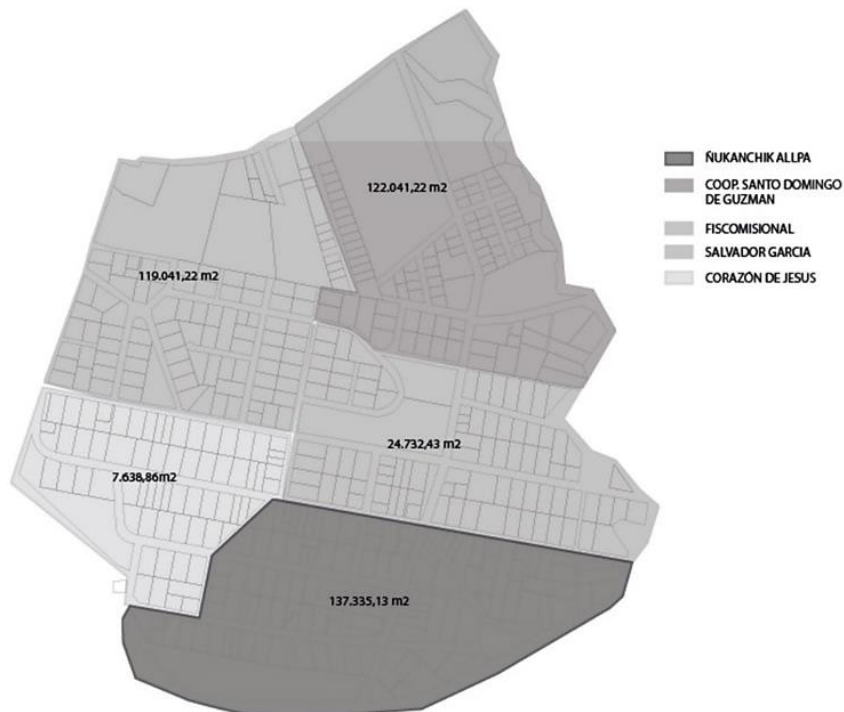 122.041,22 m2
119.041,22 m2
24.732,43 m2
7.638,86m2
137.335,13 m2
ÑUKANCHIK ALLPA
COOP. SANTO DOMINGO
DE GUZMAN
FISCOMISIONAL
SALVADOR GARCIA
CORAZÓN DE JESUS